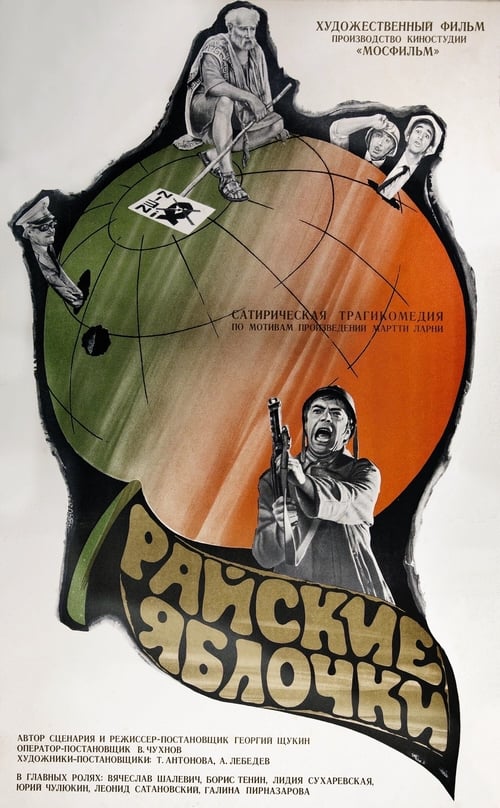 ХУДОЖЕСТВЕННЫЙ ФИЛЬМ
ПРОИЗВОДСТВО КИНОСТУДИИ
«МОСФИЛЬМ»
САТИРИЧЕСКАЯ ТРАГИКОМЕДИЯ
ПО МОТИВАМ ПРОИЗВЕДЕНИЙ МАРТТИ ЛАРНИ
РАЙСКИЕ
ЯБЛОЧКИ
АВТОР СЦЕНАРИЯ И РЕЖИССЕР-ПОСТАНОВЩИК ГЕОРГИЙ ЩУКИН
ОПЕРАТОР-ПОСТАНОВЩИК В. ЧУХНОВ
ХУДОЖНИКИ-ПОСТАНОВЩИКИ: Т. АНТОНОВА, А. ЛЕБЕДЕВ
В ГЛАВНЫХ РОЛЯХ: ВЯЧЕСЛАВ ШАЛЕВИЧ, БОРИС ТЕНИН, ЛИДИЯ СУХАРЕВСКАЯ,
ЮРИЙ ЧУЛЮКИН, ЛЕОНИД САТАНОВСКИЙ, ГАЛИНА ПИРНАЗАРОВА